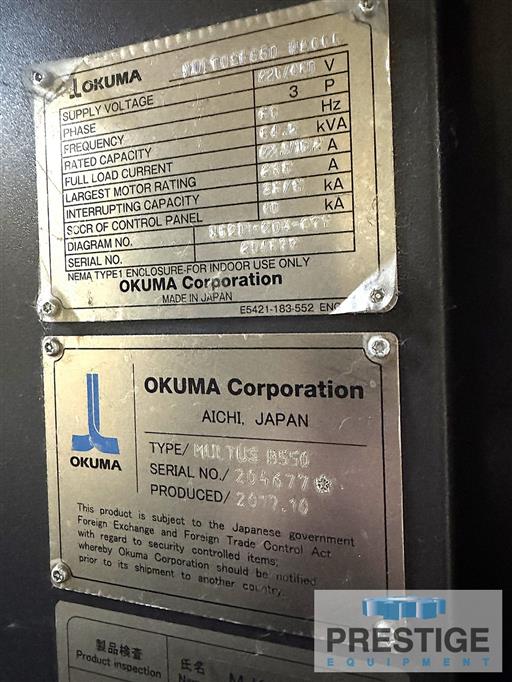 OKUMA
SUPPLY VOLTAGE V
PHASE 3 P
FREQUENCY Hz
RATED CAPACITY kVA
FULL LOAD CURRENT A
LARGEST MOTOR RATING A
INTERRUPTING CAPACITY kA
SCCR OF CONTROL PANEL kA
DIAGRAM NO.
SERIAL NO. 204677
NEMA TYPE1 ENCLOSURE-FOR INDOOR USE ONLY
OKUMA Corporation
MADE IN JAPAN
E5421-183-552
OKUMA
OKUMA Corporation
AICHI, JAPAN
TYPE/ MULTUS B550
SERIAL NO./ 204677
PRODUCED/ 2017.10
This product is subject to the Japanese government
Foreign Exchange and Foreign Trade Control Act
with regard to security controlled items;
whereby Okuma Corporation should be notified
prior to its shipment to another country.
製品検査
Product inspection
氏名
PRESTIGE
EQUIPMENT